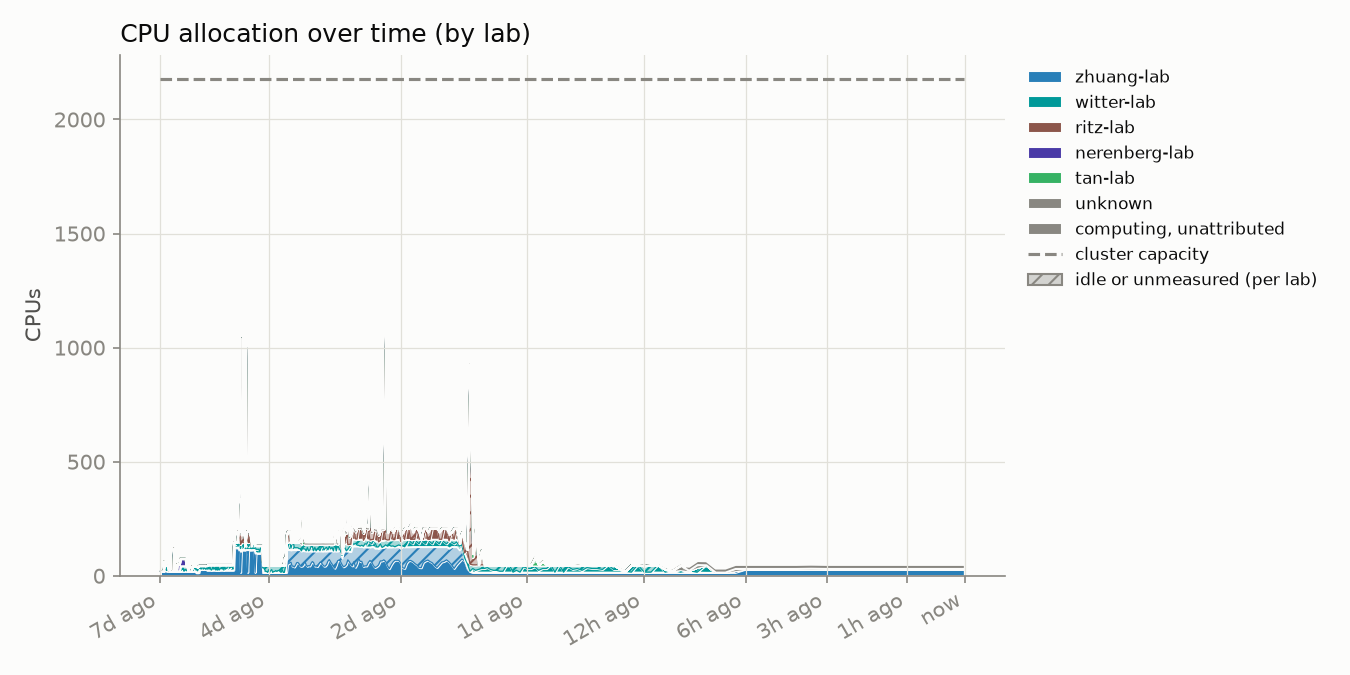 CPU allocation over time (by lab)
CPUs
2000
1500
1000
500
0
7d ago
4d ago
2d ago
1d ago
12h ago
6h ago
3h ago
1h ago
now
zhuang-lab
witter-lab
ritz-lab
nerenberg-lab
tan-lab
unknown
computing, unattributed
cluster capacity
idle or unmeasured (per lab)